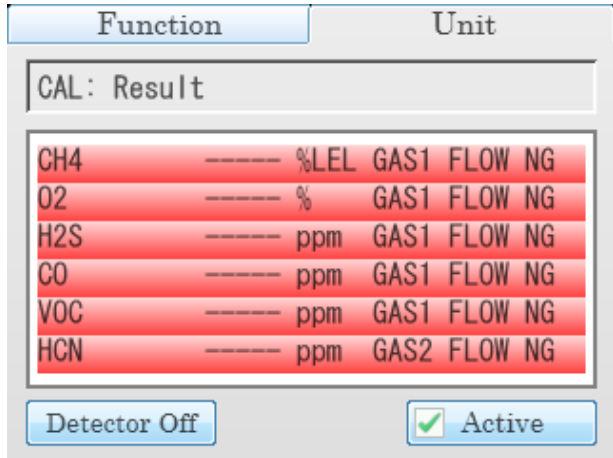 Function Unit
CAL: Result
CH4 ----- %LEL GAS1 FLOW NG
O2 ----- % GAS1 FLOW NG
H2S ----- ppm GAS1 FLOW NG
CO ----- ppm GAS1 FLOW NG
VOC ----- ppm GAS1 FLOW NG
HCN ----- ppm GAS2 FLOW NG
Detector Off Active